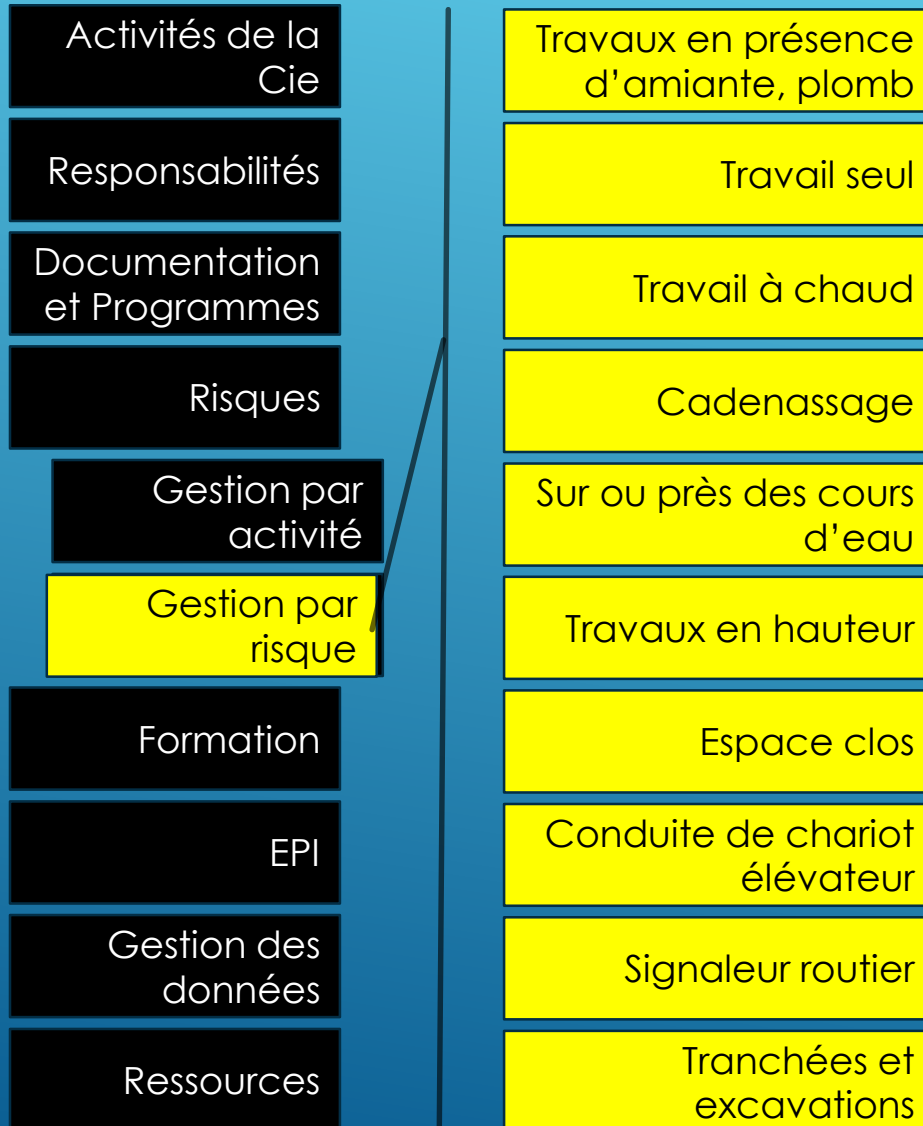 Activités de la
Cie
Responsabilités
Documentation
et Programmes
Risques
Gestion par
activité
Gestion par
risque
Formation
EPI
Gestion des
données
Ressources
Travaux en présence
d’amiante, plomb
Travail seul
Travail à chaud
Cadenassage
Sur ou près des cours
d’eau
Travaux en hauteur
Espace clos
Conduite de chariot
élévateur
Signaleur routier
Tranchées et
excavations